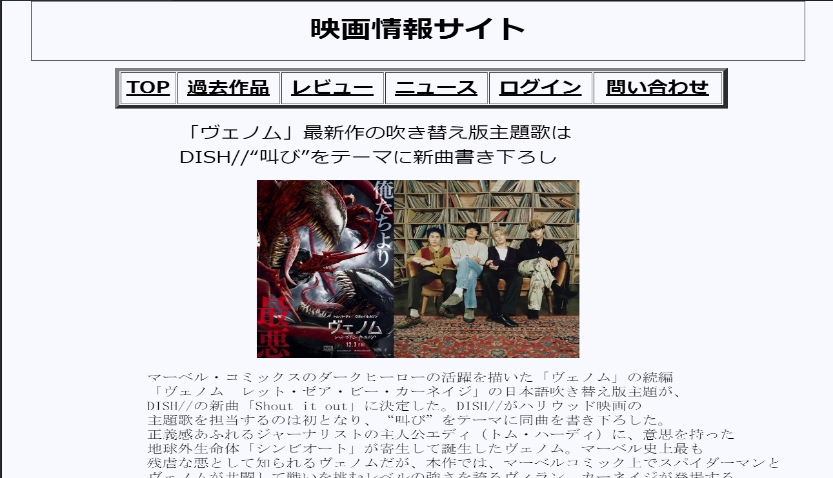 映画情報サイト
TOP 過去作品 レビュー ニュース ログイン 問い合わせ
「ヴェノム」最新作の吹き替え版主題歌は
DISH//“叫び”をテーマに新曲書き下ろし
俺たちより
最悪
ヴェノム
マーベル・コミックスのダークヒーローの活躍を描いた「ヴェノム」の続編
「ヴェノム　レット・ゼア・ビー・カーネイジ」の日本語吹き替え版主題が、
DISH//の新曲「Shout it out」に決定した。DISH//がハリウッド映画の
主題歌を担当するのは初となり、“叫び”をテーマに同曲を書き下ろした。
正義感あふれるジャーナリストの主人公エディ（トム・ハーディ）に、意思を持った
地球外生命体「シンビオート」が寄生して誕生したヴェノム。マーベル史上最も
残虐な悪として知られるヴェノムだが、本作では、マーベルコミック上でスパイダーマンと
ヴェノムが共闘して戦いを挑むレベルの強さを誇るヴィラン、カーネイジが登場する